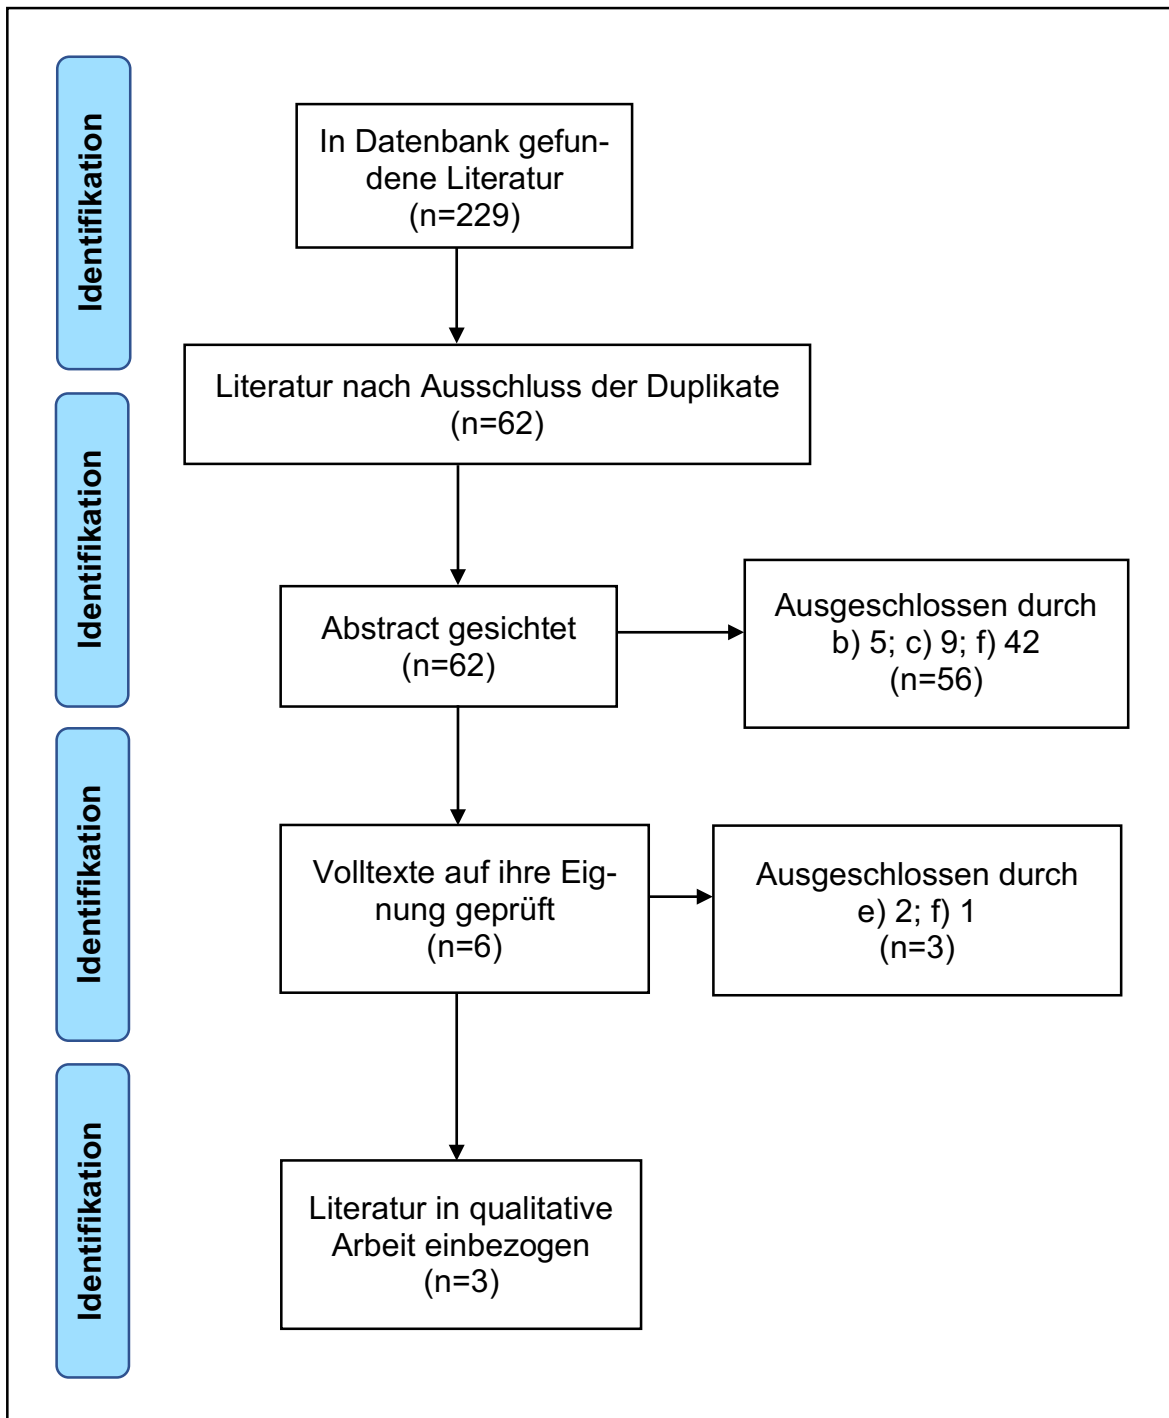 Identifikation
In Datenbank gefun-
dene Literatur
(n=229)
Literatur nach Ausschluss der Duplikate
(n=62)
Identifikation
Abstract gesichtet
(n=62)
Ausgeschlossen durch
b) 5; c) 9; f) 42
(n=56)
Identifikation
Volltexte auf ihre Eig-
nung geprüft
(n=6)
Ausgeschlossen durch
e) 2; f) 1
(n=3)
Identifikation
Literatur in qualitative
Arbeit einbezogen
(n=3)